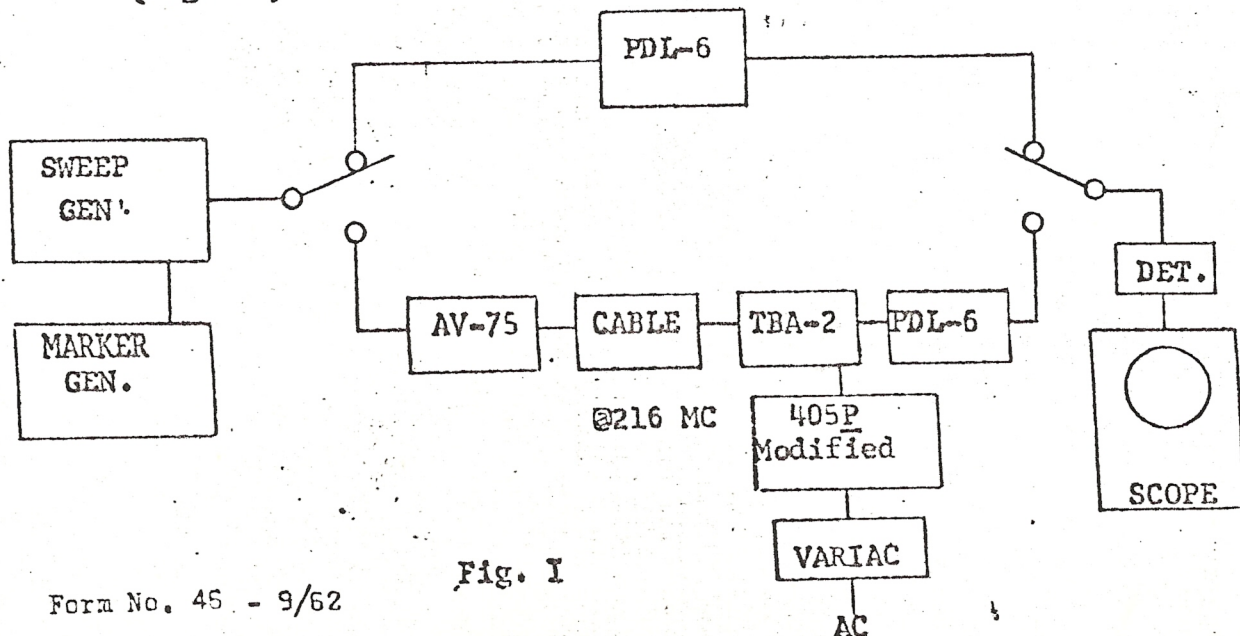 PDL-6
SWEEP
GEN'.
MARKER
GEN.
AV-75
CABLE
TBA-2
PDL-6
DET.
@216 MC
405P
Modified
SCOPE
VARIAC
AC
Fig. I
Form No. 46 - 9/62